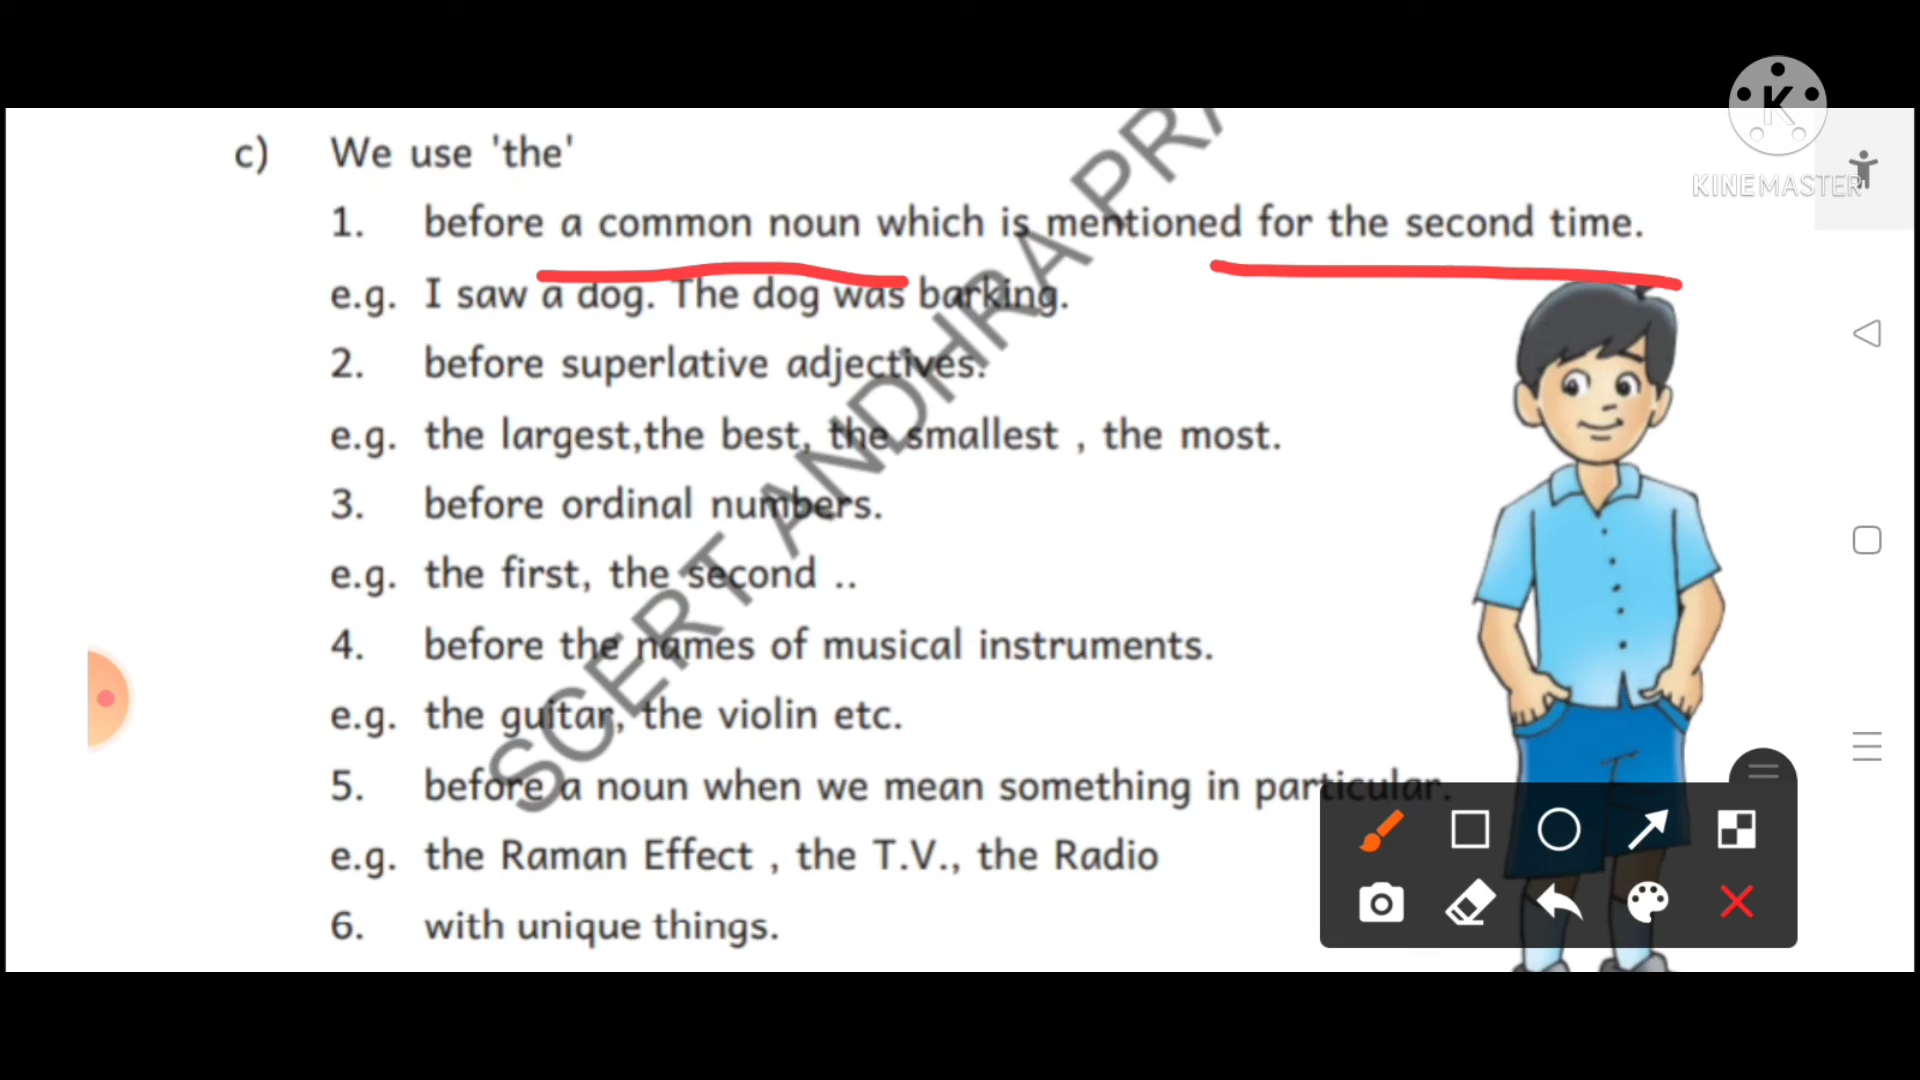 KINEMASTER
c) We use 'the'
1. before a common noun which is mentioned for the second time.
e.g. I saw a dog. The dog was barking.
2. before superlative adjectives.
e.g. the largest,the best, the smallest , the most.
3. before ordinal numbers.
e.g. the first, the second ..
4. before the names of musical instruments.
e.g. the guitar, the violin etc.
5. before a noun when we mean something in particular.
e.g. the Raman Effect , the T.V., the Radio
6. with unique things.
SCERT ANDHRA PRA